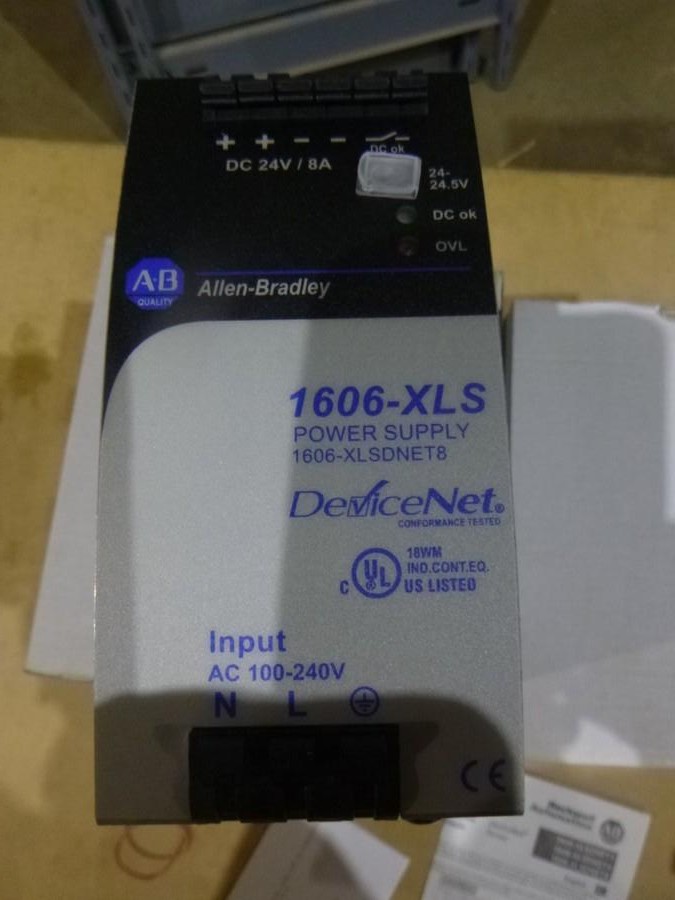 + + - -
DC ok
DC 24V / 8A
24-
24.5V
DC ok
OVL
A·B
QUALITY
Allen-Bradley
1606-XLS
POWER SUPPLY
1606-XLSDNET8
DeviceNet®
CONFORMANCE TESTED
18WM
IND.CONT.EQ.
C UL US LISTED
Input
AC 100-240V
N L
CE